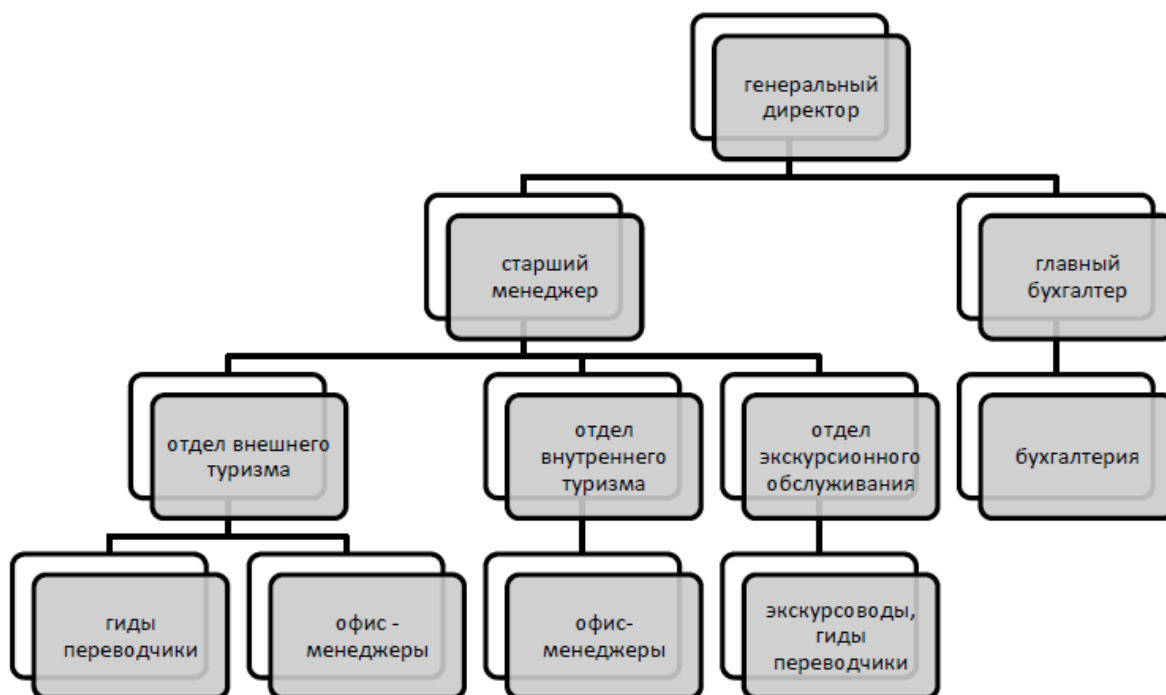 генеральный
директор
старший
менеджер
главный
бухгалтер
отдел внешнего
туризма
отдел
внутреннего
туризма
отдел
экскурсионного
обслуживания
бухгалтерия
гиды
переводчики
офис -
менеджеры
офис-
менеджеры
экскурсоводы,
гиды
переводчики